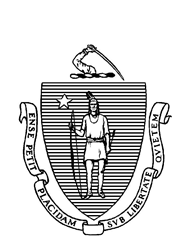 ENSE PETIT
PLACIDAM
SVB LIBERTATE
QVIETEM